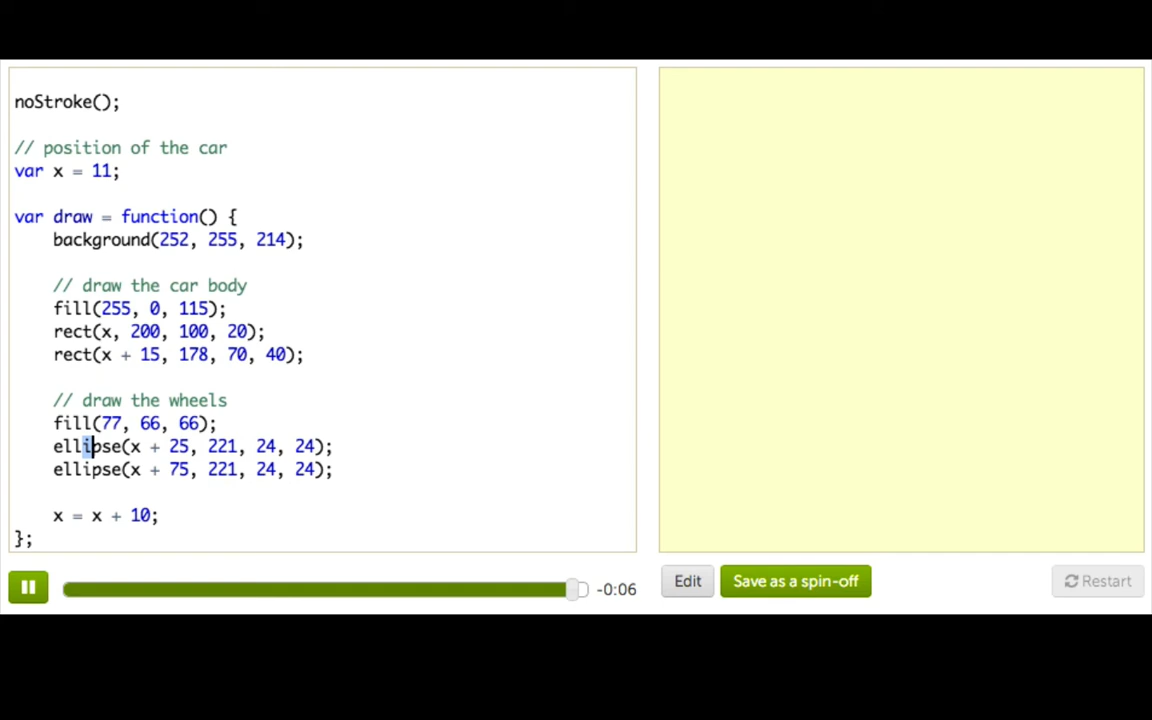 noStroke();
// position of the car
var x = 11;
var draw = function() {
background(252, 255, 214);
// draw the car body
fill(255, 0, 115);
rect(x, 200, 100, 20);
rect(x + 15, 178, 70, 40);
// draw the wheels
fill(77, 66, 66);
ellipse(x + 25, 221, 24, 24);
ellipse(x + 75, 221, 24, 24);
x = x + 10;
};
-0:06
Edit
Save as a spin-off
Restart